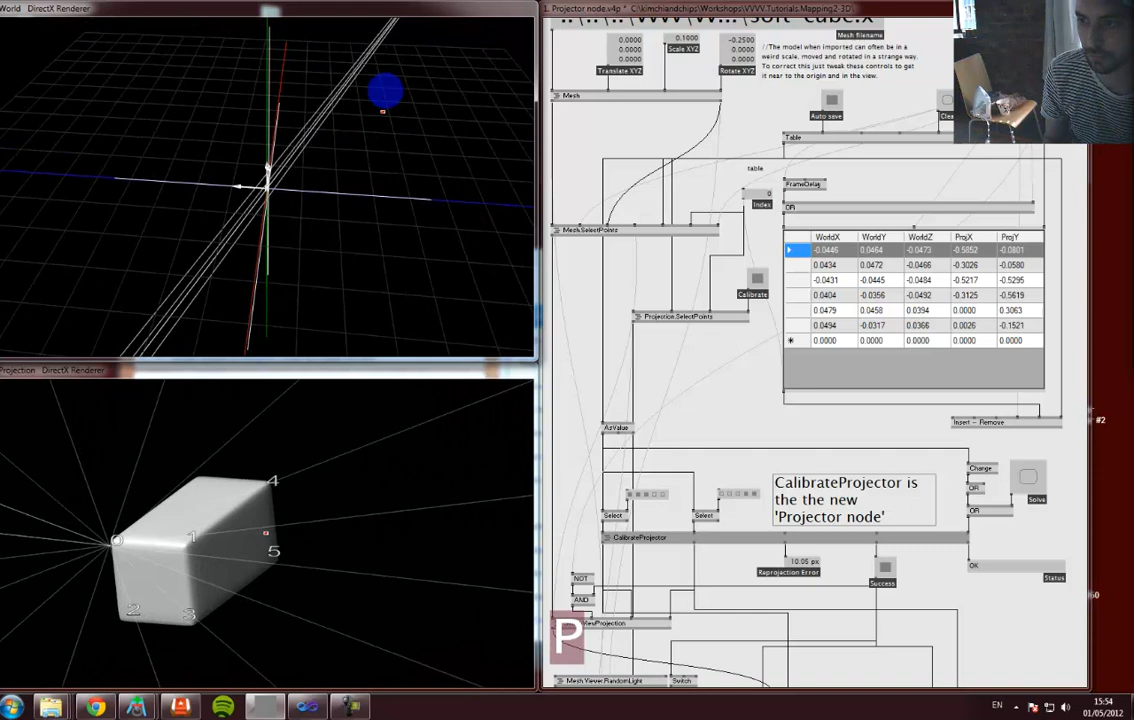 World DirectX Renderer
1. Projector node.v4p * C:\kimchiandchips\Workshops\VVVV.Tutorials.Mapping2-3D\
Mesh filename
0.0000
0.0000
0.0000
Translate XYZ
0.1000
Scale XYZ
-0.2500
0.0000
0.0000
Rotate XYZ
//The model when imported can often be in a
weird scale, moved and rotated in a strange way.
To correct this just tweak these controls to get
it near to the origin and in the view.
Mesh
Auto save
Table
table
FrameDelay
0
Index
OR
Mesh.SelectPoints
WorldX WorldY WorldZ ProjX ProjY
-0.0446 0.0464 -0.0473 -0.5852 -0.0801
0.0434 0.0472 -0.0466 -0.3026 -0.0580
-0.0431 -0.0445 -0.0484 -0.5217 -0.5295
0.0404 -0.0356 -0.0492 -0.3125 -0.5619
0.0479 0.0458 0.0394 0.0000 0.3063
0.0494 -0.0317 0.0366 0.0026 -0.1521
0.0000 0.0000 0.0000 0.0000 0.0000
Calibrate
Projection.SelectPoints
Projection DirectX Renderer
AsValue
Insert - Remove
#2
Change
OR
OR
Solve
CalibrateProjector is
the the new
'Projector node'
Select
Select
CalibrateProjector
10.05 px
Reprojection Error
Success
OK
Status
NOT
AND
P
Mesh Viewer.RandomLight
Switch
0
1
2
3
4
5
EN
15:54
01/05/2012